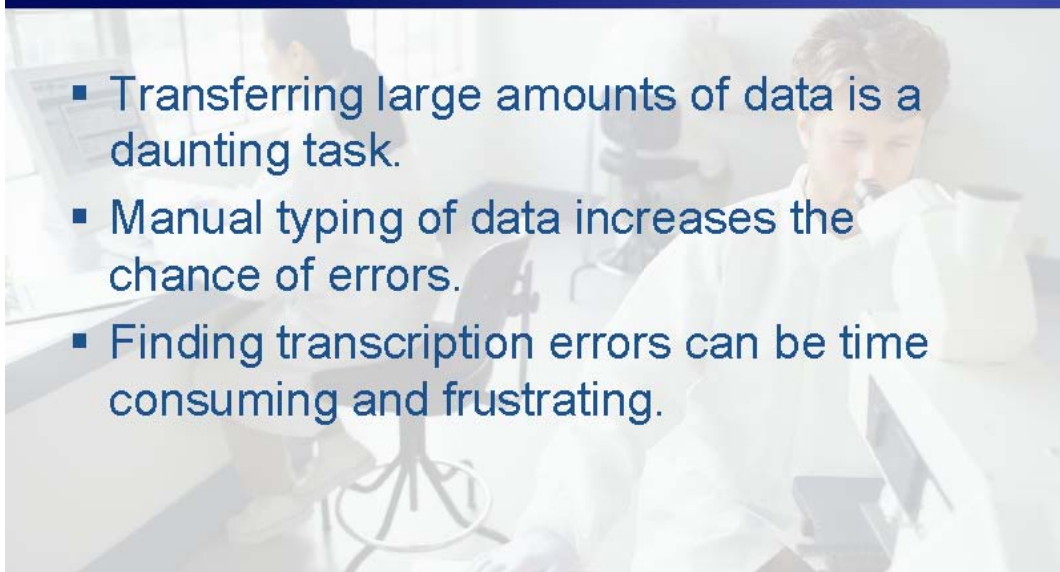 ▪ Transferring large amounts of data is a
daunting task.
▪ Manual typing of data increases the
chance of errors.
▪ Finding transcription errors can be time
consuming and frustrating.